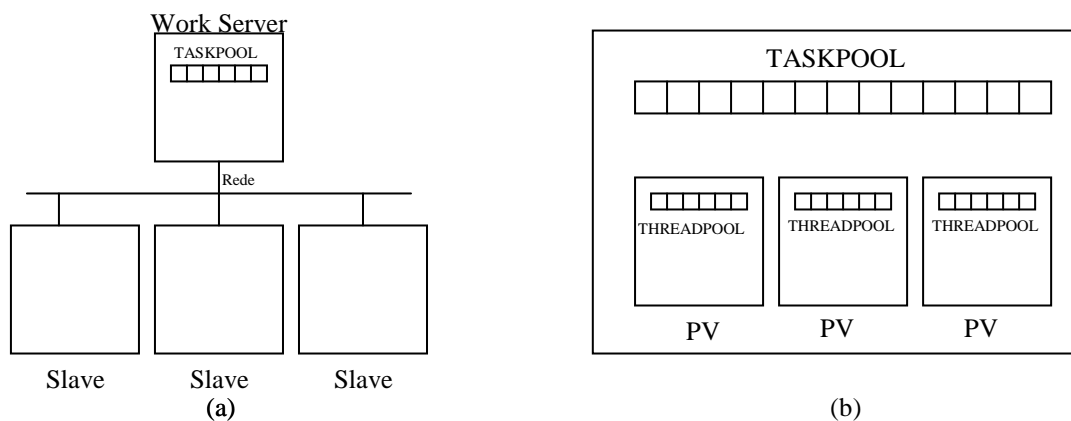 Work Server
TASKPOOL
Rede
Slave Slave Slave
(a)
TASKPOOL
THREADPOOL THREADPOOL THREADPOOL
PV PV PV
(b)